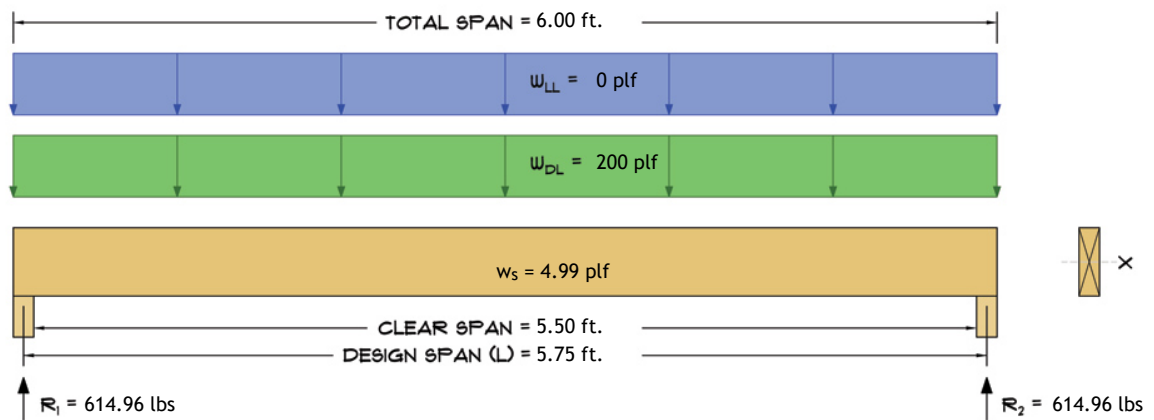 TOTAL SPAN = 6.00 ft.
WLL = 0 plf
WDL = 200 plf
ws = 4.99 plf
X
CLEAR SPAN = 5.50 ft.
DESIGN SPAN (L) = 5.75 ft.
R1 = 614.96 lbs
R2 = 614.96 lbs